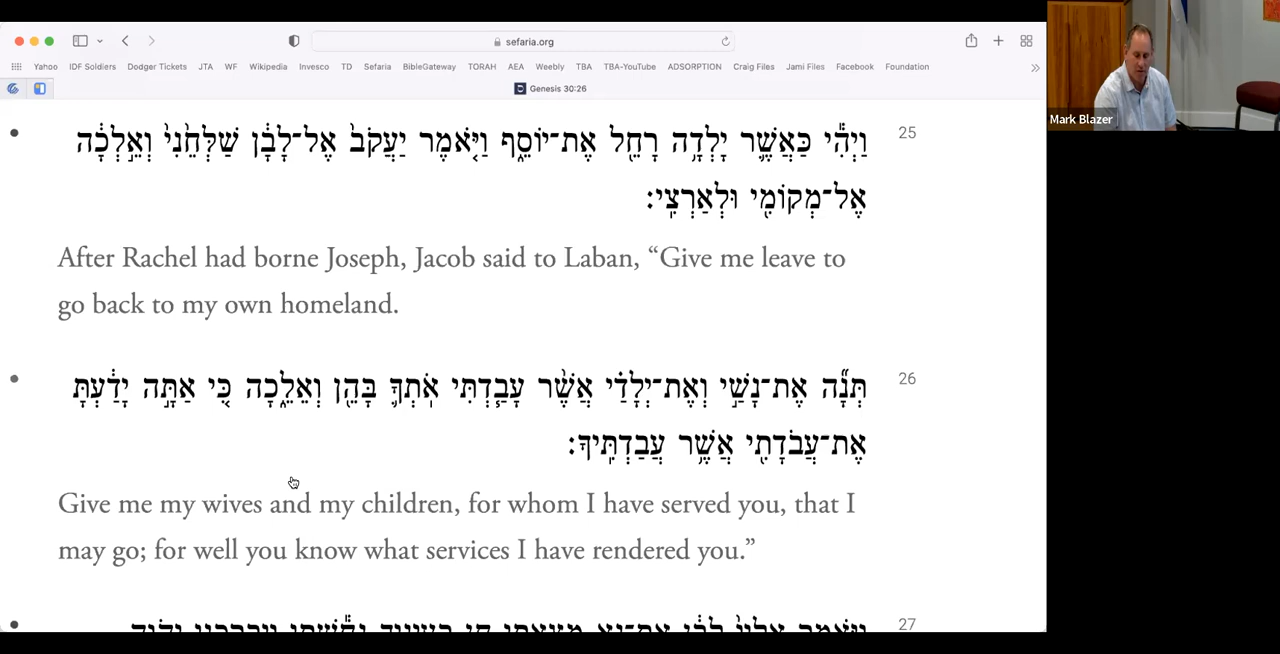 sefaria.org
Yahoo IDF Soldiers Dodger Tickets JTA WF Wikipedia Invesco TD Sefaria BibleGateway TORAH AEA Weebly TBA TBA-YouTube ADSORPTION Craig Files Jami Files Facebook Foundation
Genesis 30:26
Mark Blazer
25
וַיְהִ֕י כַּאֲשֶׁ֛ר יָלְדָ֥ה רָחֵ֖ל אֶת־יוֹסֵ֑ף וַיֹּ֤אמֶר יַעֲקֹב֙ אֶל־לָבָ֔ן שַׁלְּחֵ֙נִי֙ וְאֵ֣לְכָ֔ה
אֶל־מְקוֹמִ֖י וּלְאַרְצִֽי׃
After Rachel had borne Joseph, Jacob said to Laban, “Give me leave to
go back to my own homeland.
26
תְּנָ֞ה אֶת־נָשַׁ֣י וְאֶת־יְלָדַ֗י אֲשֶׁ֨ר עָבַ֧דְתִּי אֹֽתְךָ֛ בָּהֵ֖ן וְאֵלֵ֑כָה כִּ֚י אַתָּ֣ה יָדַ֔עְתָּ
אֶת־עֲבֹדָתִ֖י אֲשֶׁ֥ר עֲבַדְתִּֽיךָ׃
Give me my wives and my children, for whom I have served you, that I
may go; for well you know what services I have rendered you.”
27